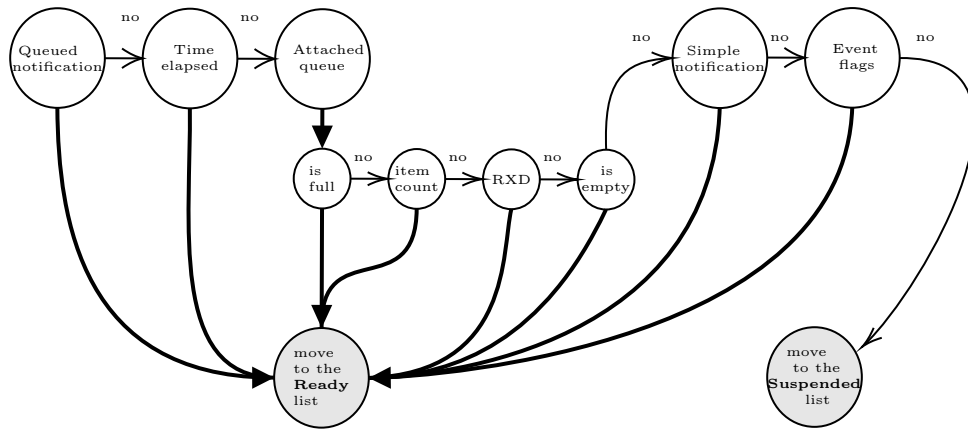 no
no
no
no
no
Queued
notification
Time
elapsed
Attached
queue
Simple
notification
Event
flags
no
no
no
is
full
item
count
RXD
is
empty
move
to the
Ready
list
move
to the
Suspended
list